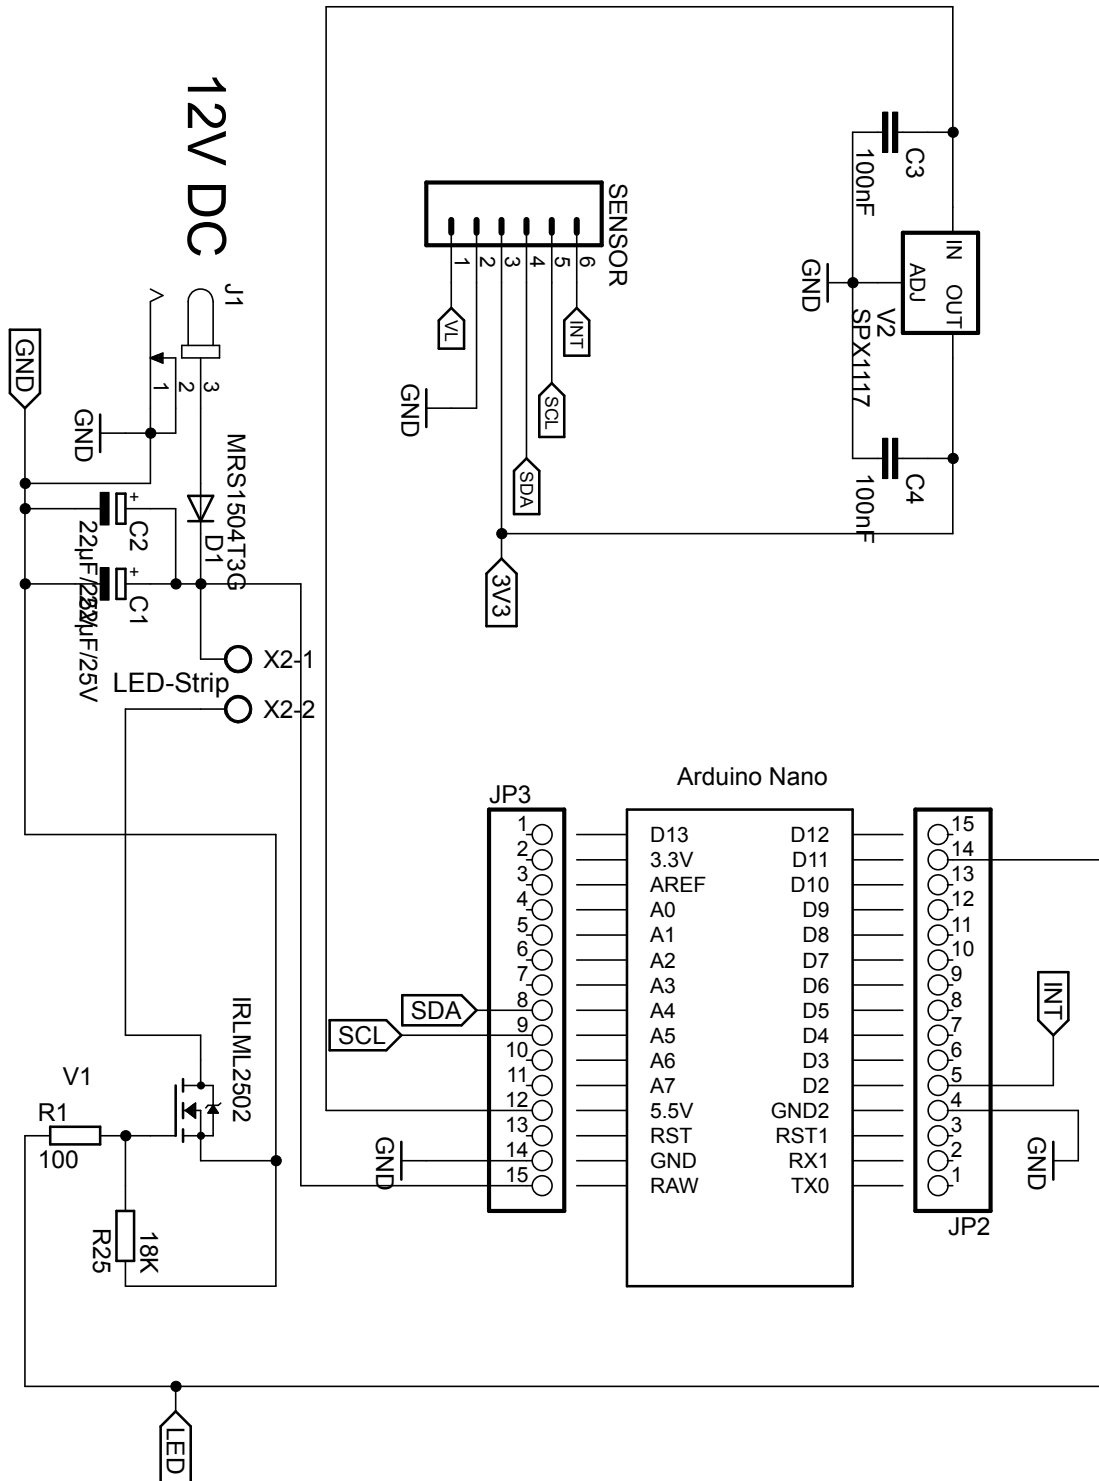 12V DC
J1
1
2
3
GND
GND
MRS1504T3G
D1
+
C2
22µF/25V
+
C1
22µF/25V
LED-Strip
X2-1
X2-2
SENSOR
1
2
3
4
5
6
VL
GND
3V3
SDA
SCL
INT
C3
100nF
IN
OUT
ADJ
GND
V2
SPX1117
C4
100nF
Arduino Nano
JP3
1
2
3
4
5
6
7
8
9
10
11
12
13
14
15
SDA
SCL
GND
D13
3.3V
AREF
A0
A1
A2
A3
A4
A5
A6
A7
5.5V
RST
GND
RAW
D12
D11
D10
D9
D8
D7
D6
D5
D4
D3
D2
GND2
RST1
RX1
TX0
15
14
13
12
11
10
9
8
7
6
5
4
3
2
1
JP2
INT
GND
IRLML2502
V1
R1
100
18K
R25
LED